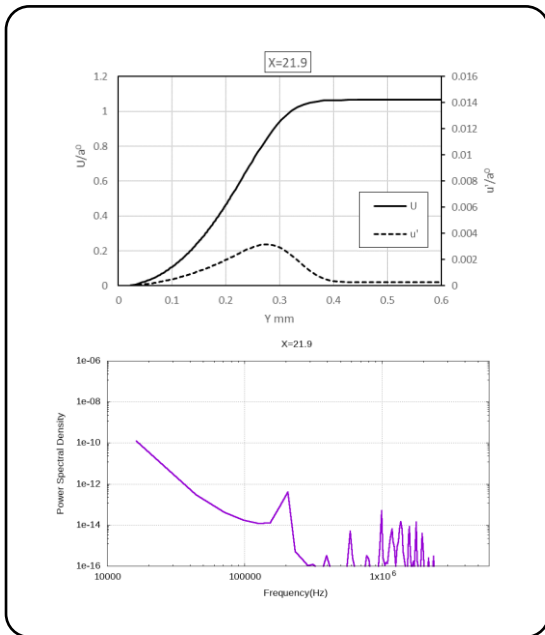 X=21.9
1.2
1
0.8
0.6
0.4
0.2
0
U/a⁰
0.016
0.014
0.012
0.01
0.008
0.006
0.004
0.002
0
u'/a⁰
U
u'
0 0.1 0.2 0.3 0.4 0.5 0.6
Y mm
X=21.9
1e-06
1e-08
1e-10
1e-12
1e-14
1e-16
Power Spectral Density
10000 100000 1x10⁶
Frequency(Hz)